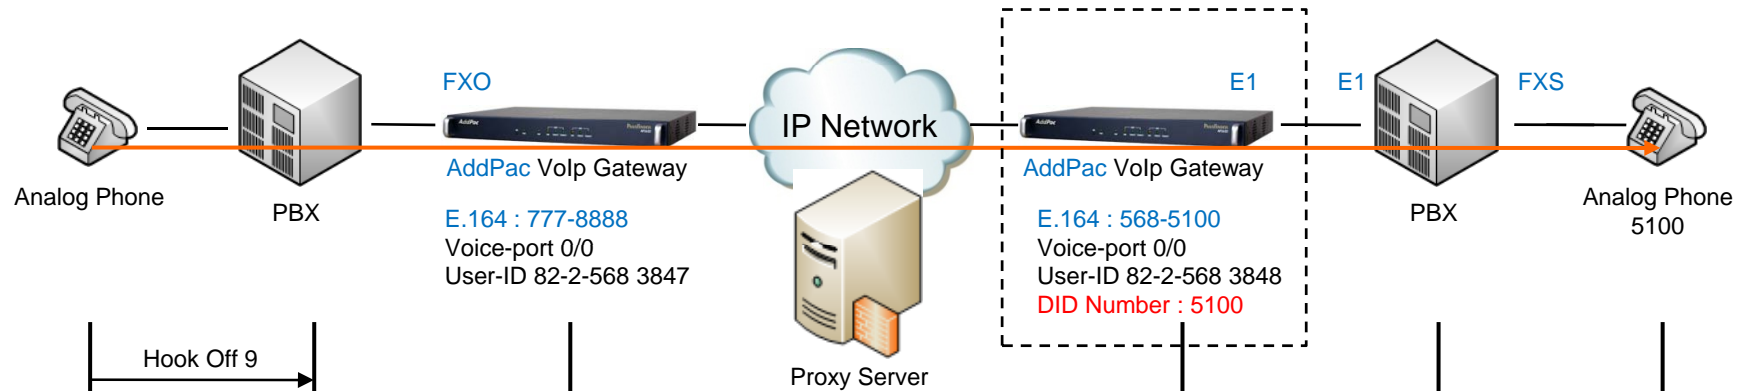 FXO
E1
E1
FXS
IP Network
AddPac
AddPac
AddPac VoIp Gateway
AddPac VoIp Gateway
Analog Phone
PBX
PBX
Analog Phone
5100
E.164 : 777-8888
Voice-port 0/0
User-ID 82-2-568 3847
E.164 : 568-5100
Voice-port 0/0
User-ID 82-2-568 3848
DID Number : 5100
Hook Off 9
Proxy Server